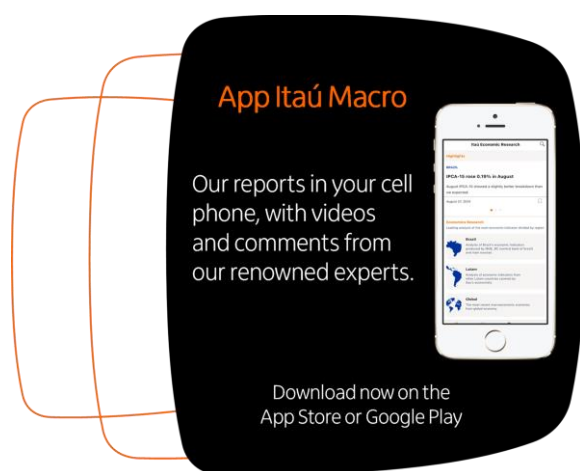 App Itaú Macro
Our reports in your cell
phone, with videos
and comments from
our renowned experts.
Itaú Economic Research
Highlights
IPCA-15 rose 0.19% in August
Brazil
Latam
Global
Download now on the
App Store or Google Play